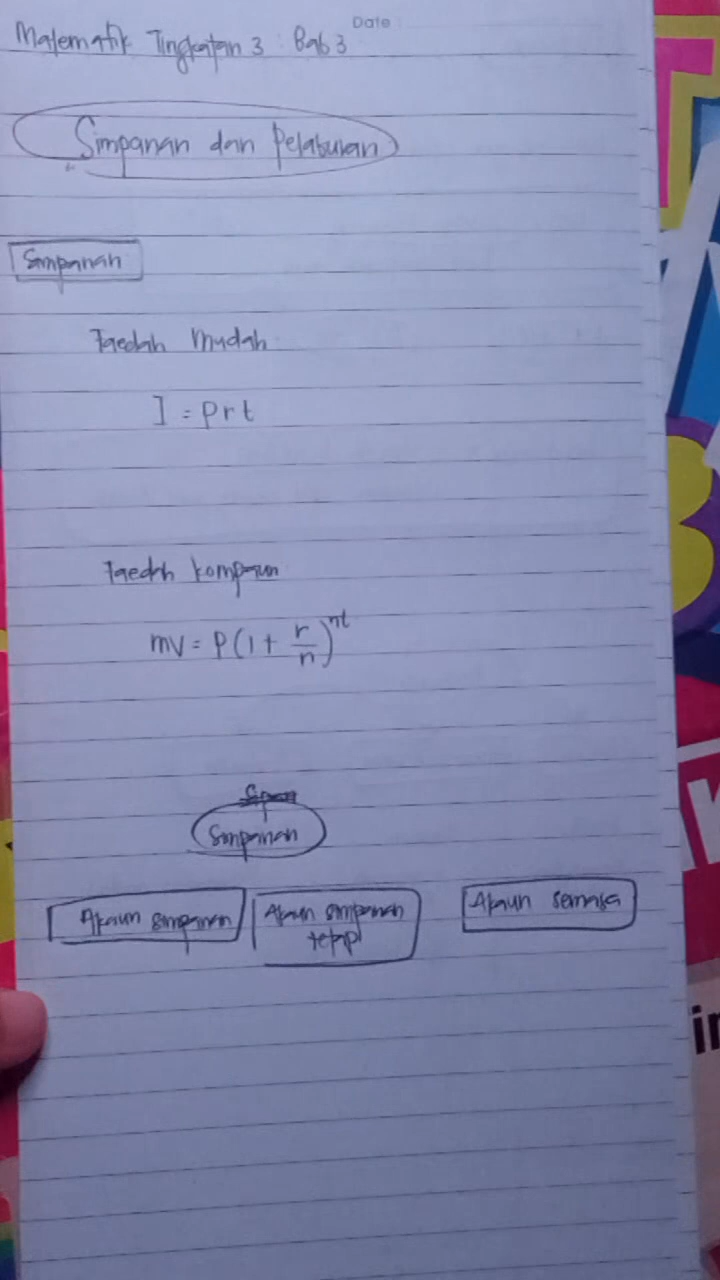 Date
Matematik Tingkatan 3 : Bab 3
Simpanan dan Pelaburan
Simpanan
Faedah Mudah
I = Prt
Faedah kompaun
mv = P(1 + r/n)^nt
Simpanan
Akaun simpanan
Akaun simpanan
tetap
Akaun semasa
in